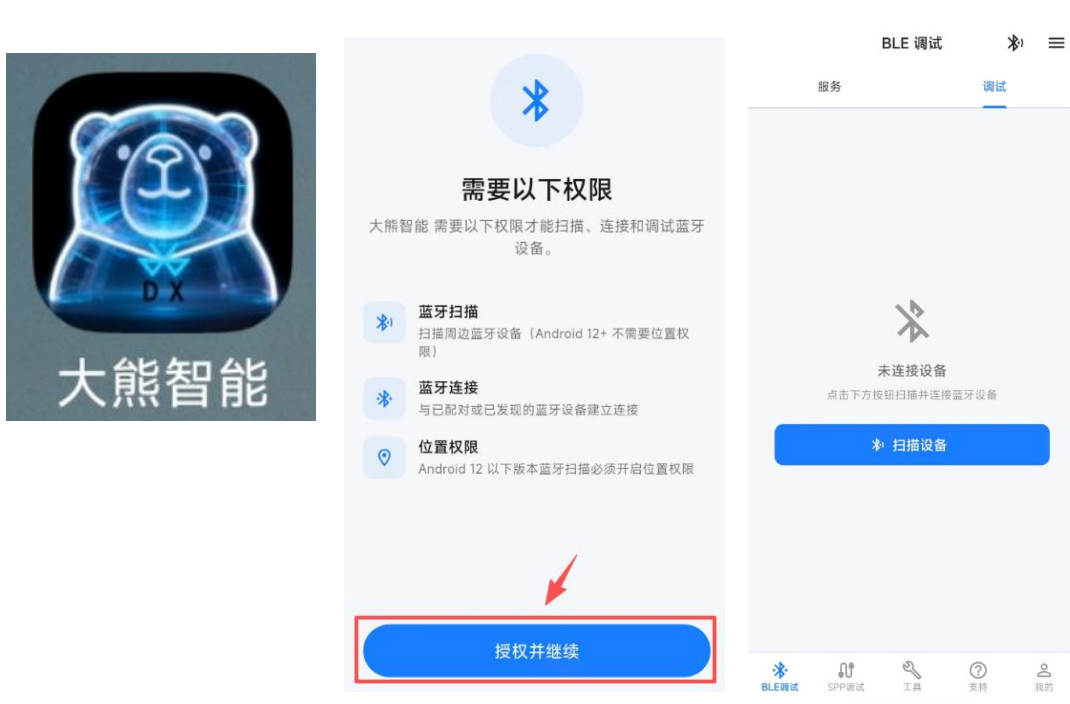 DX
大熊智能
需要以下权限
大熊智能 需要以下权限才能扫描、连接和调试蓝牙
设备。
蓝牙扫描
扫描周边蓝牙设备（Android 12+ 不需要位置权
限）
蓝牙连接
与已配对或已发现的蓝牙设备建立连接
位置权限
Android 12 以下版本蓝牙扫描必须开启位置权限
授权并继续
BLE 调试
服务
调试
未连接设备
点击下方按钮扫描并连接蓝牙设备
扫描设备
BLE调试
SPP调试
工具
支持
我的